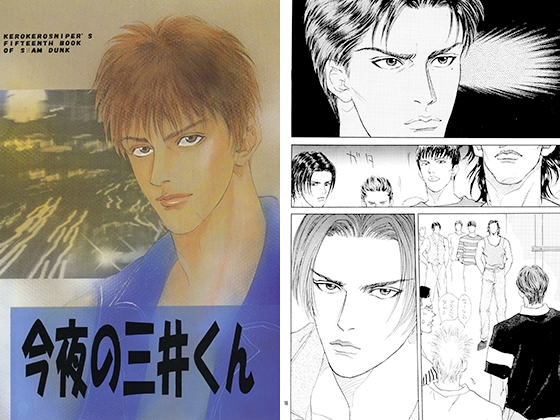 KEROKEROSNIPER'S
FIFTEENTH BOOK
OF SLAM DUNK
今夜の三井くん
ガタ